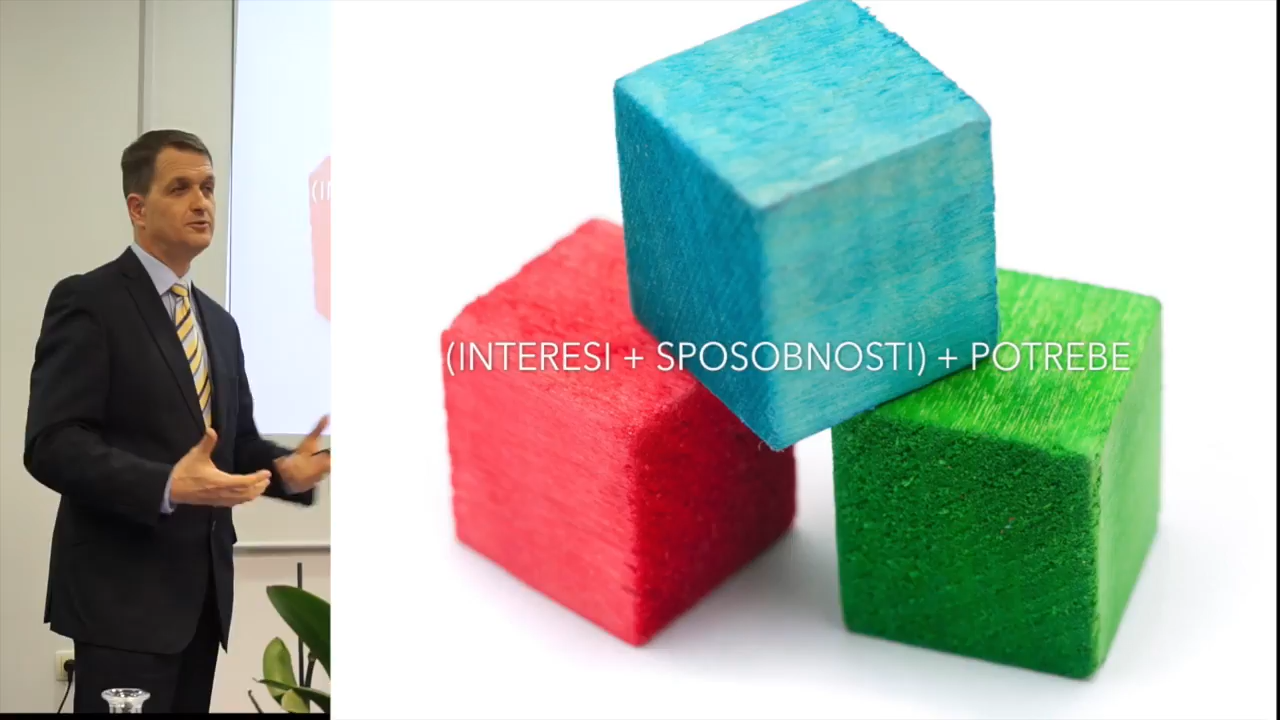 (INTERESI + SPOSOBNOSTI) + POTREBE
(I